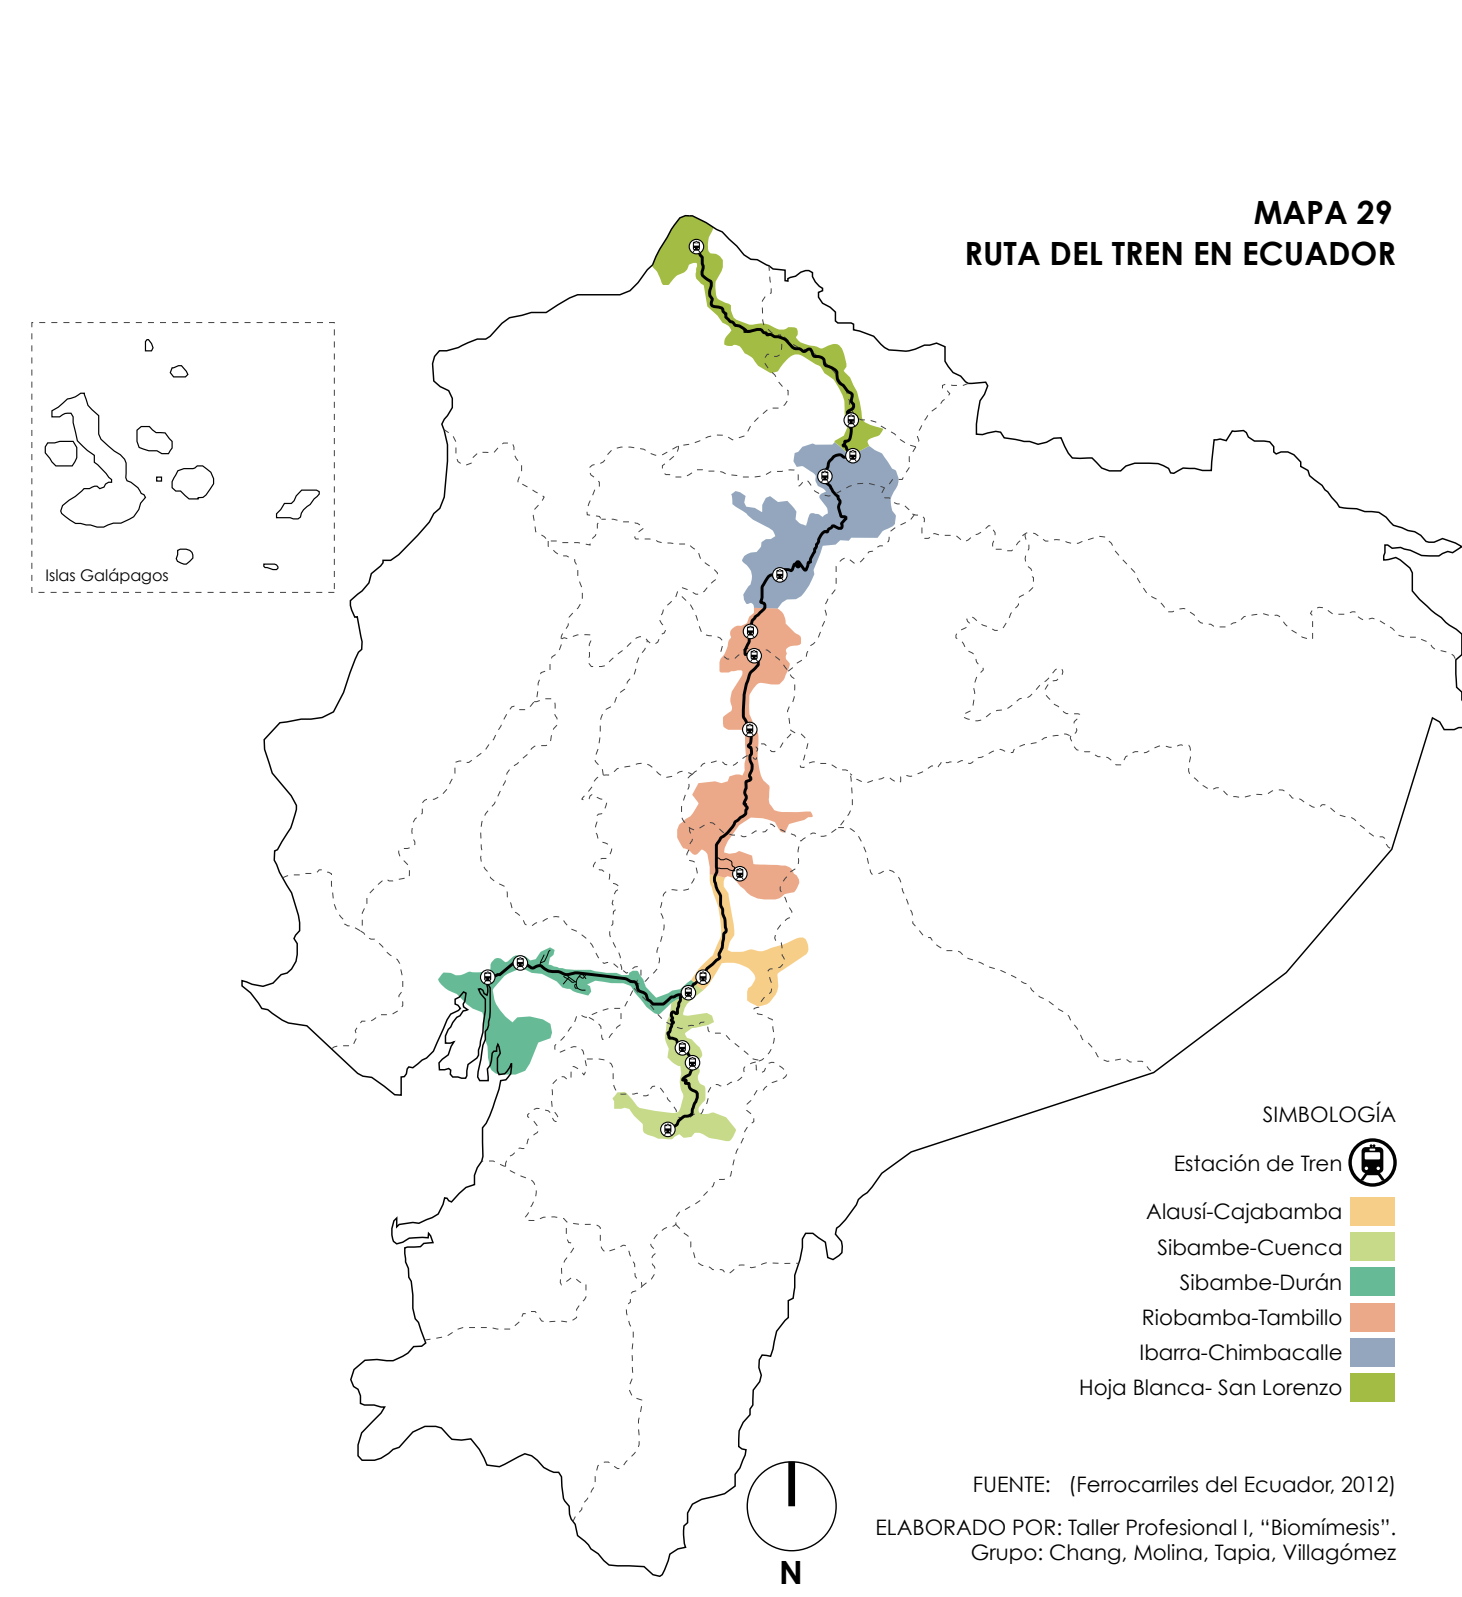 MAPA 29
RUTA DEL TREN EN ECUADOR
Islas Galápagos
SIMBOLOGÍA
Estación de Tren
Alausí-Cajabamba
Sibambe-Cuenca
Sibambe-Durán
Riobamba-Tambillo
Ibarra-Chimbacalle
Hoja Blanca- San Lorenzo
FUENTE: (Ferrocarriles del Ecuador, 2012)
ELABORADO POR: Taller Profesional I, “Biomímesis”.
Grupo: Chang, Molina, Tapia, Villagómez
N